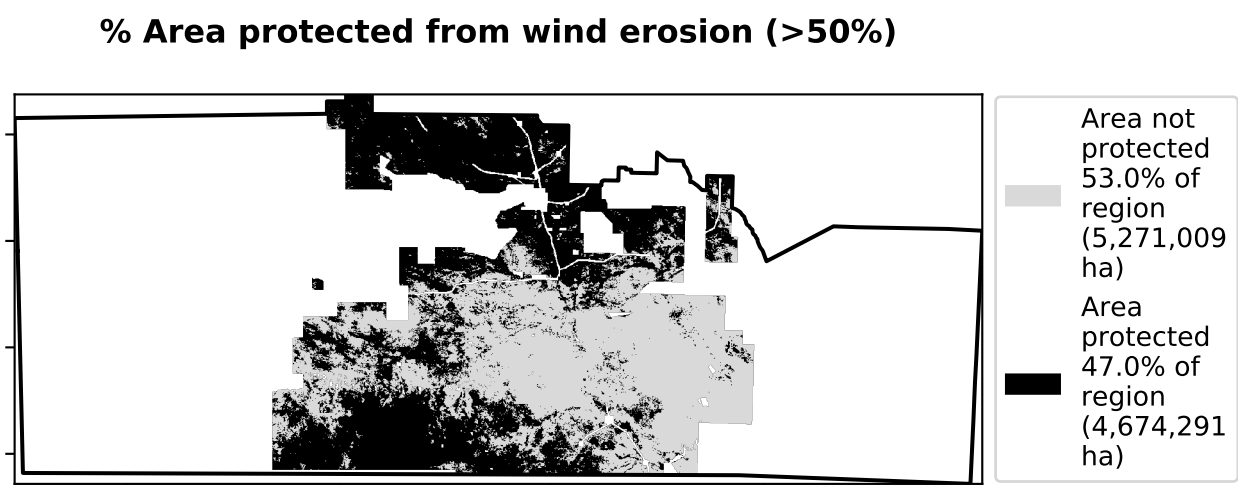 % Area protected from wind erosion (>50%)
Area not
protected
53.0% of
region
(5,271,009
ha)
Area
protected
47.0% of
region
(4,674,291
ha)